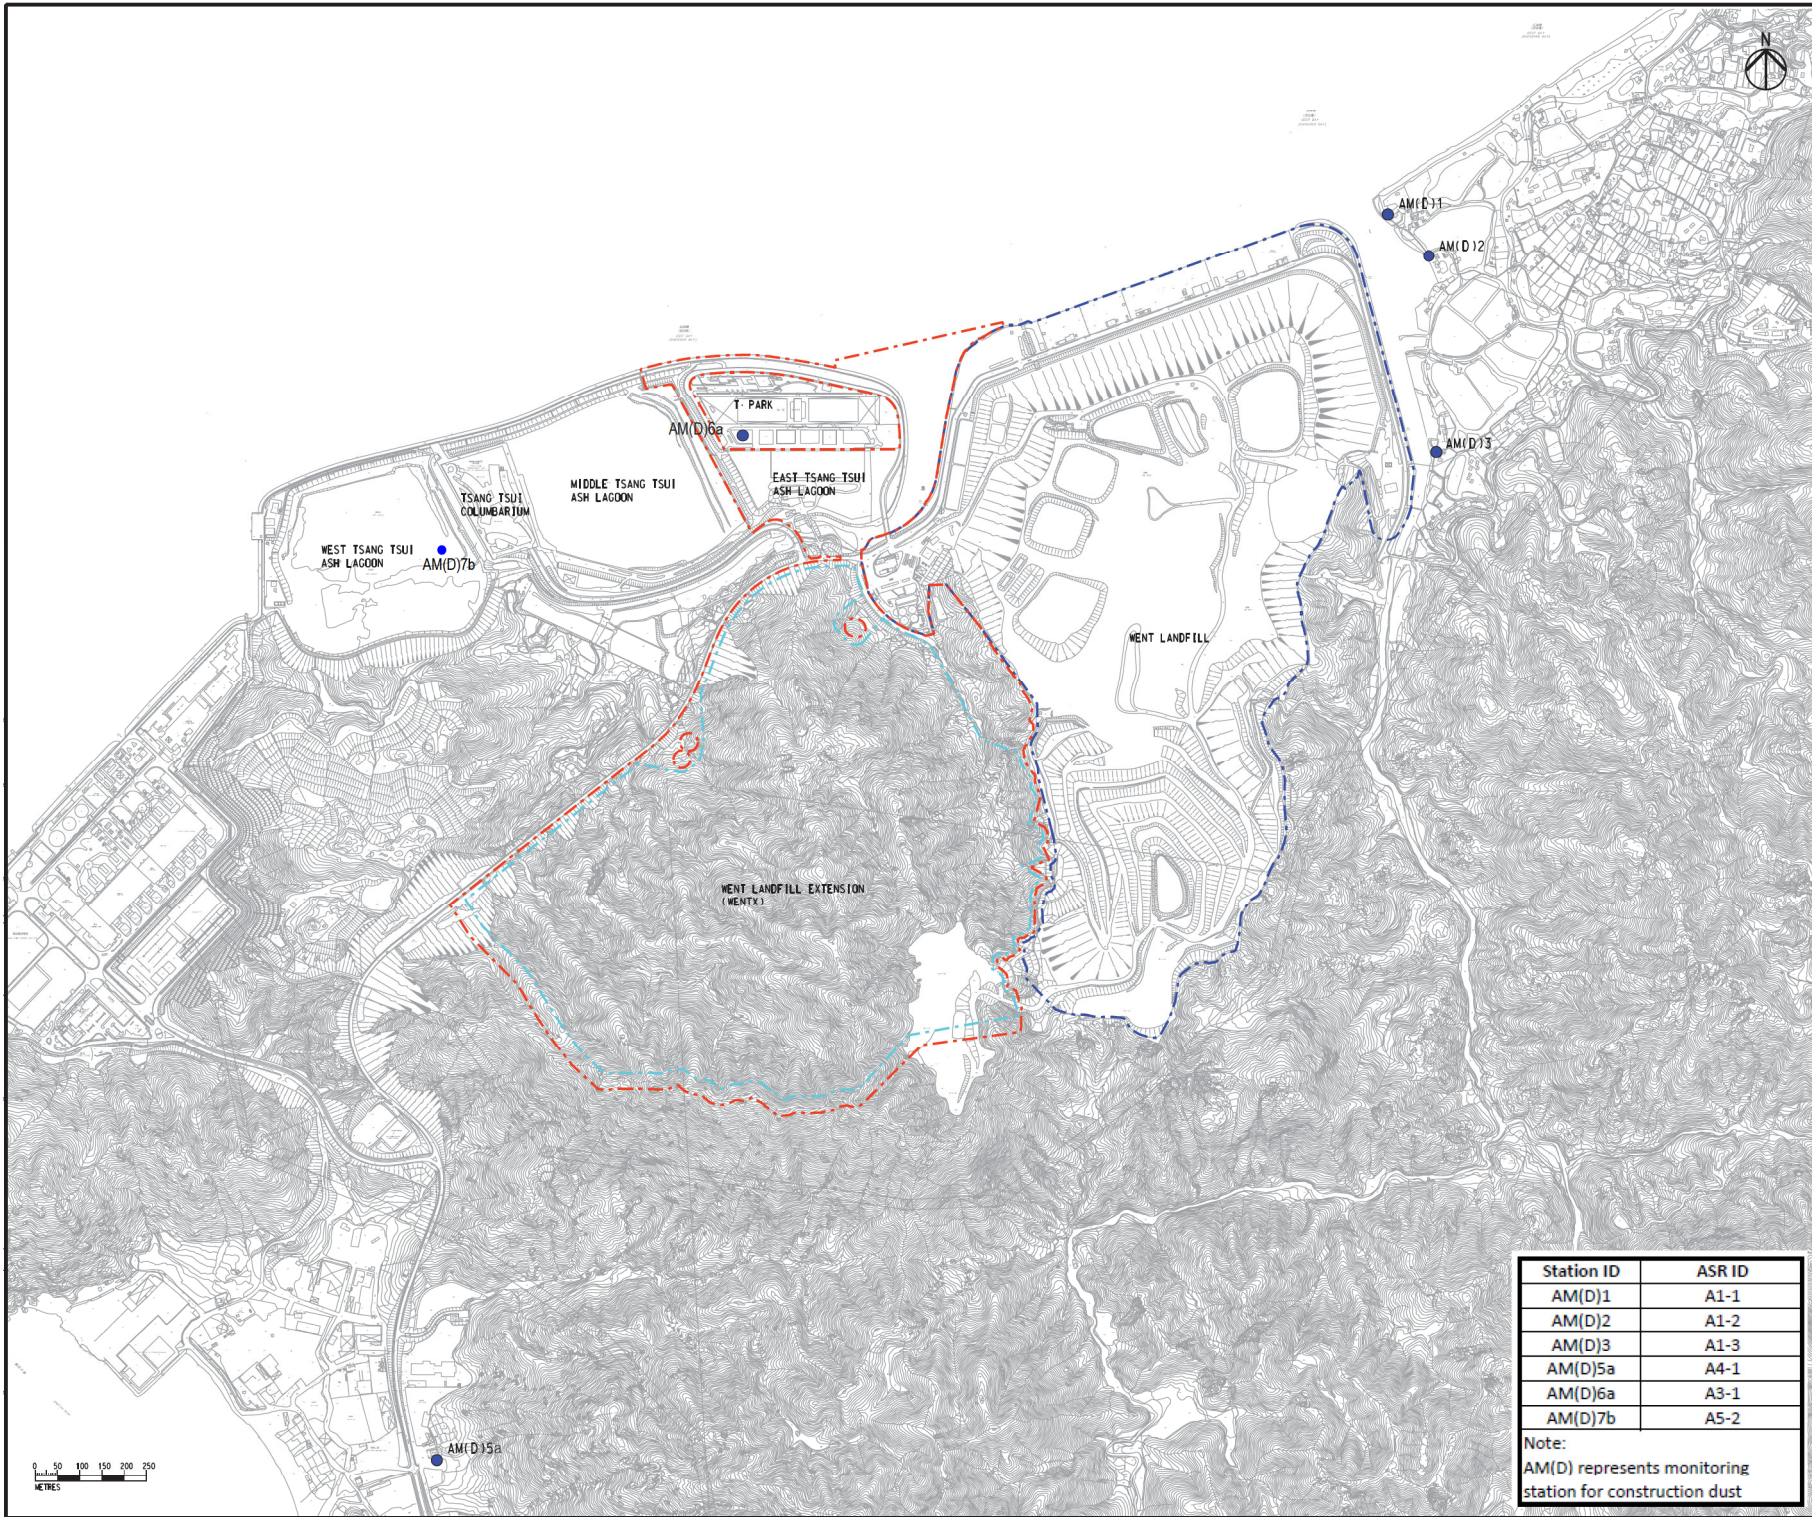 N
AM(D)1
AM(D)2
T· PARK
AM(D)6a
AM(D)3
EAST TSANG TSUI
ASH LAGOON
MIDDLE TSANG TSUI
ASH LAGOON
TSANG TSUI
COLUMBARIUM
WEST TSANG TSUI
ASH LAGOON
AM(D)7b
WENT LANDFILL
WENT LANDFILL EXTENSION
(WENTX)
AM(D)5a
0 50 100 150 200 250
METRES
Station ID ASR ID
AM(D)1 A1-1
AM(D)2 A1-2
AM(D)3 A1-3
AM(D)5a A4-1
AM(D)6a A3-1
AM(D)7b A5-2
Note:
AM(D) represents monitoring
station for construction dust